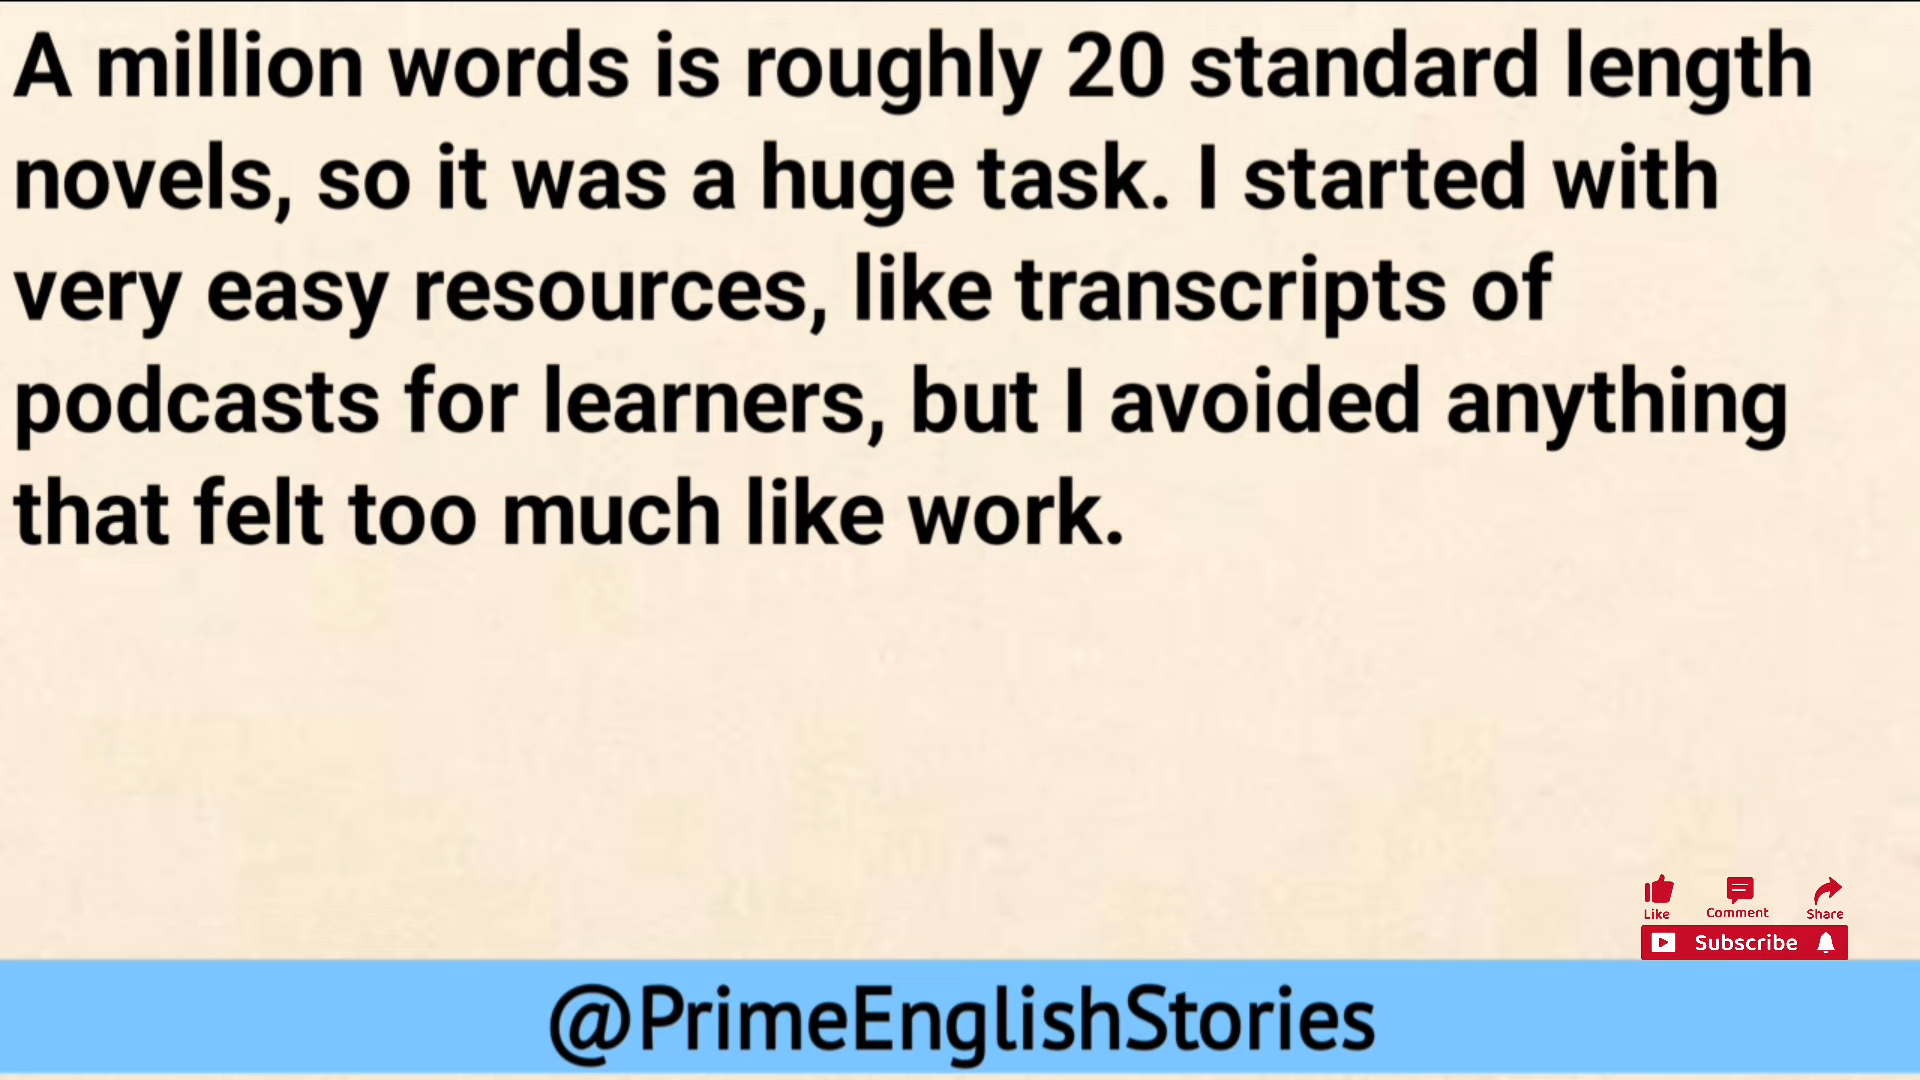 A million words is roughly 20 standard length
novels, so it was a huge task. I started with
very easy resources, like transcripts of
podcasts for learners, but I avoided anything
that felt too much like work.
Like Comment Share
Subscribe
@PrimeEnglishStories